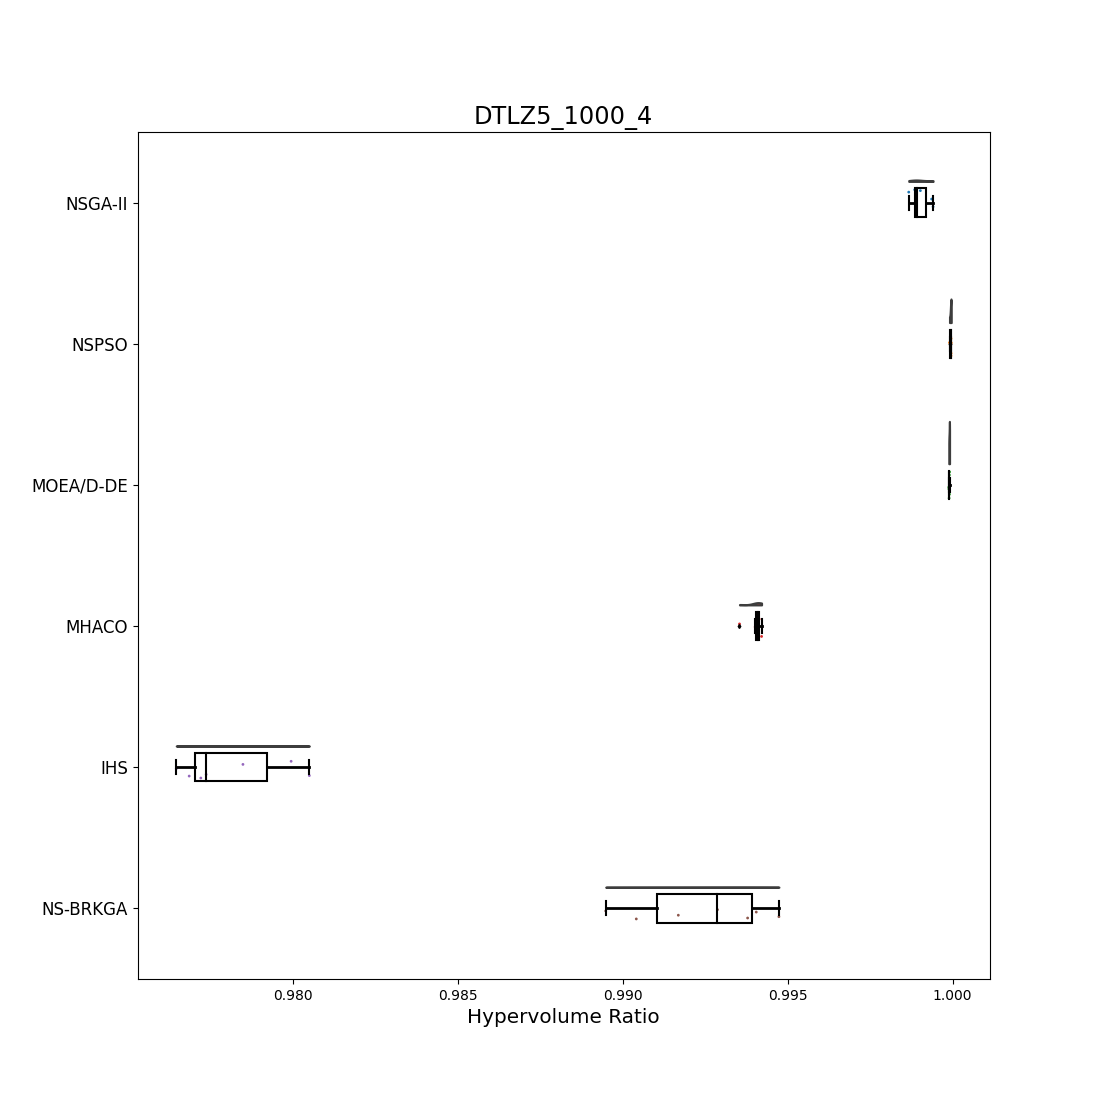 DTLZ5_1000_4
NSGA-II
NSPSO
MOEA/D-DE
MHACO
IHS
NS-BRKGA
0.980 0.985 0.990 0.995 1.000
Hypervolume Ratio